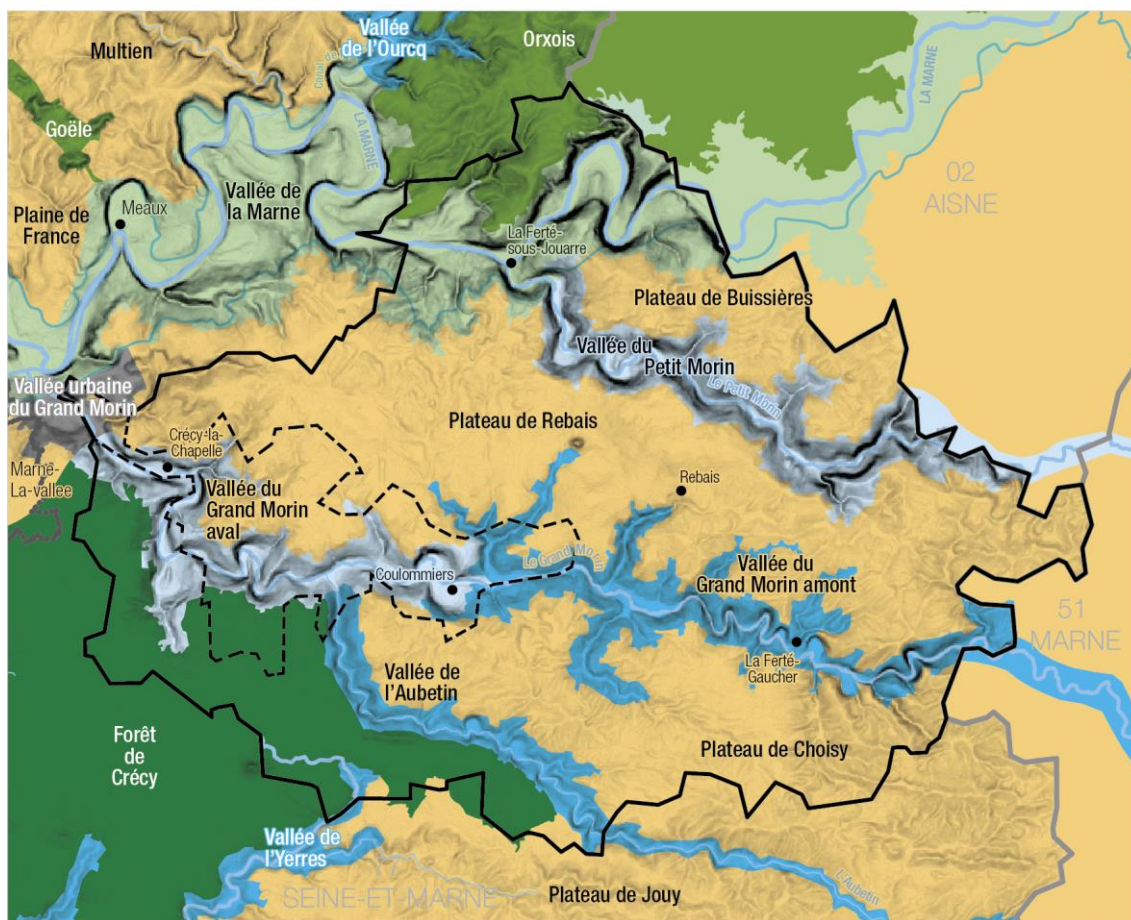 Vallée
de l'Ourcq
Orxois
Multien
Canal de
LA MARNE
LA MARNE
Goële
02
AISNE
Vallée de
la Marne
Plaine de
France
Meaux
La Ferté-
sous-Jouarre
Plateau de Buissières
Vallée du
Petit Morin
Le Petit Morin
Vallée urbaine
du Grand Morin
Plateau de Rebais
Crécy-la-
Chapelle
Marne-
La-vallee
Rebais
Vallée du
Grand Morin
aval
Le Grand Morin
Coulommiers
Vallée du
Grand Morin amont
51
MARNE
La Ferté-
Gaucher
Vallée de
l'Aubetin
Forêt
de
Crécy
Plateau de Choisy
Vallée de
l'Yerres
77
SEINE-ET-MARNE
L'Aubetin
Plateau de Jouy